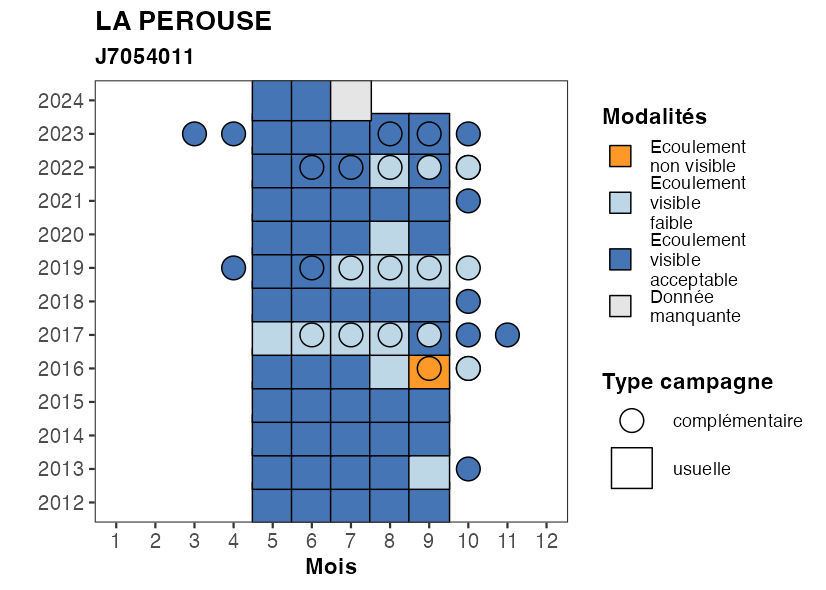 LA PEROUSE
J7054011
2024
2023
2022
2021
2020
2019
2018
2017
2016
2015
2014
2013
2012
1 2 3 4 5 6 7 8 9 10 11 12
Mois
Modalités
Ecoulement
non visible
Ecoulement
visible
faible
Ecoulement
visible
acceptable
Donnée
manquante
Type campagne
complémentaire
usuelle